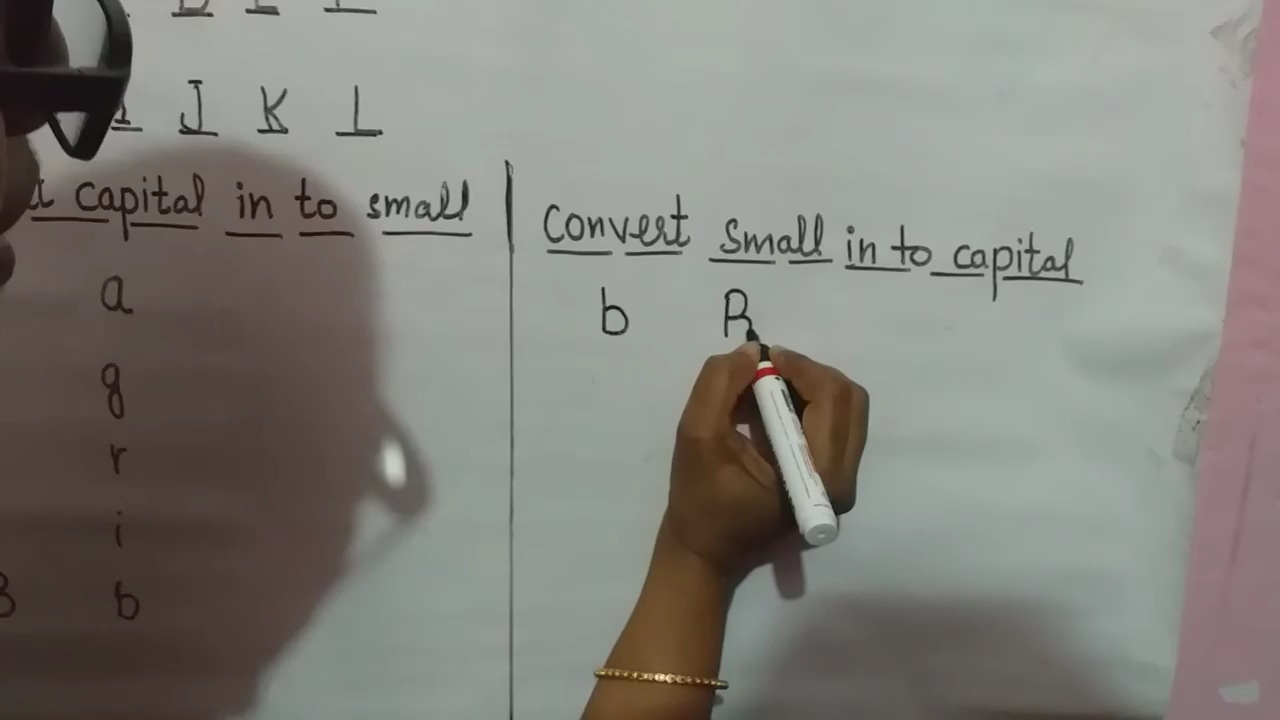 J K L
capital in to small
convert small in to capital
a
b B
g
r
i
B b